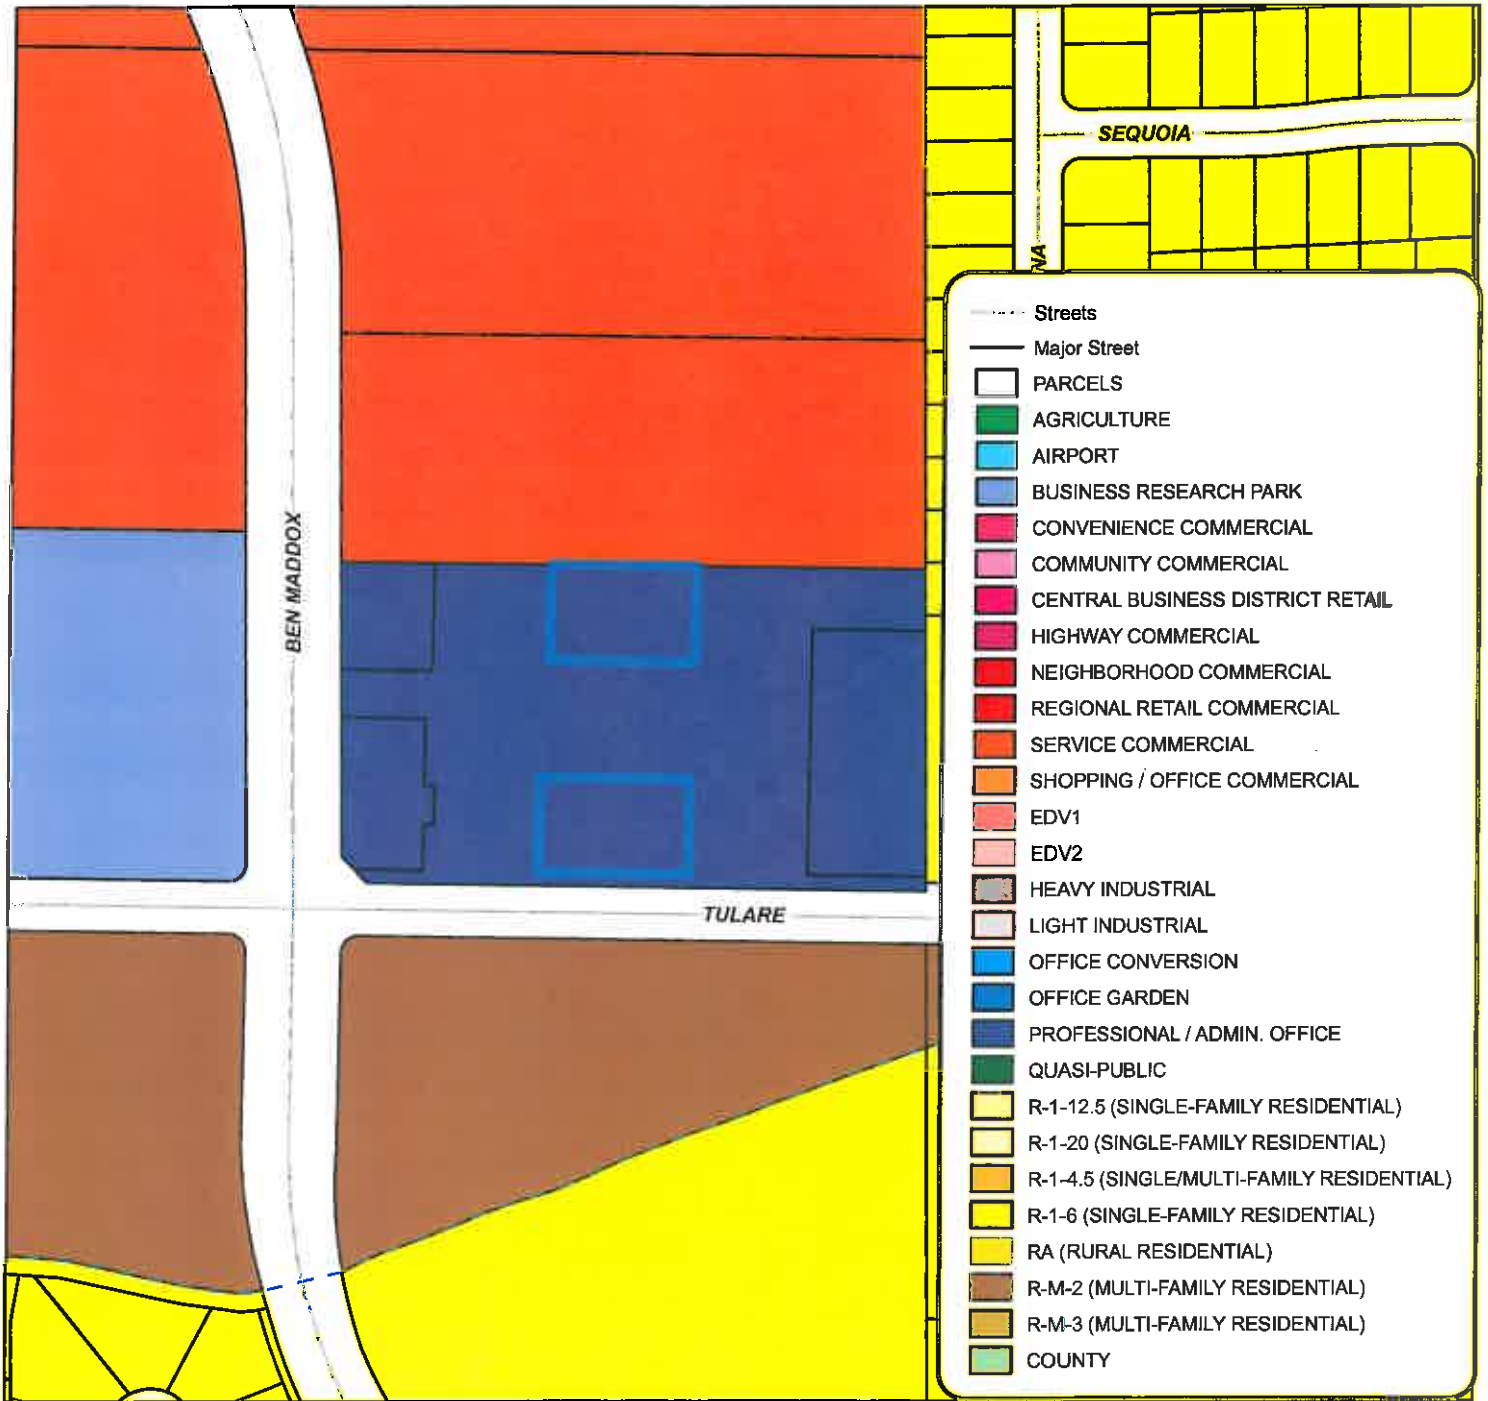 SEQUOIA
NA
BEN MADDOX
TULARE
Streets
Major Street
PARCELS
AGRICULTURE
AIRPORT
BUSINESS RESEARCH PARK
CONVENIENCE COMMERCIAL
COMMUNITY COMMERCIAL
CENTRAL BUSINESS DISTRICT RETAIL
HIGHWAY COMMERCIAL
NEIGHBORHOOD COMMERCIAL
REGIONAL RETAIL COMMERCIAL
SERVICE COMMERCIAL
SHOPPING / OFFICE COMMERCIAL
EDV1
EDV2
HEAVY INDUSTRIAL
LIGHT INDUSTRIAL
OFFICE CONVERSION
OFFICE GARDEN
PROFESSIONAL / ADMIN. OFFICE
QUASI-PUBLIC
R-1-12.5 (SINGLE-FAMILY RESIDENTIAL)
R-1-20 (SINGLE-FAMILY RESIDENTIAL)
R-1-4.5 (SINGLE/MULTI-FAMILY RESIDENTIAL)
R-1-6 (SINGLE-FAMILY RESIDENTIAL)
RA (RURAL RESIDENTIAL)
R-M-2 (MULTI-FAMILY RESIDENTIAL)
R-M-3 (MULTI-FAMILY RESIDENTIAL)
COUNTY